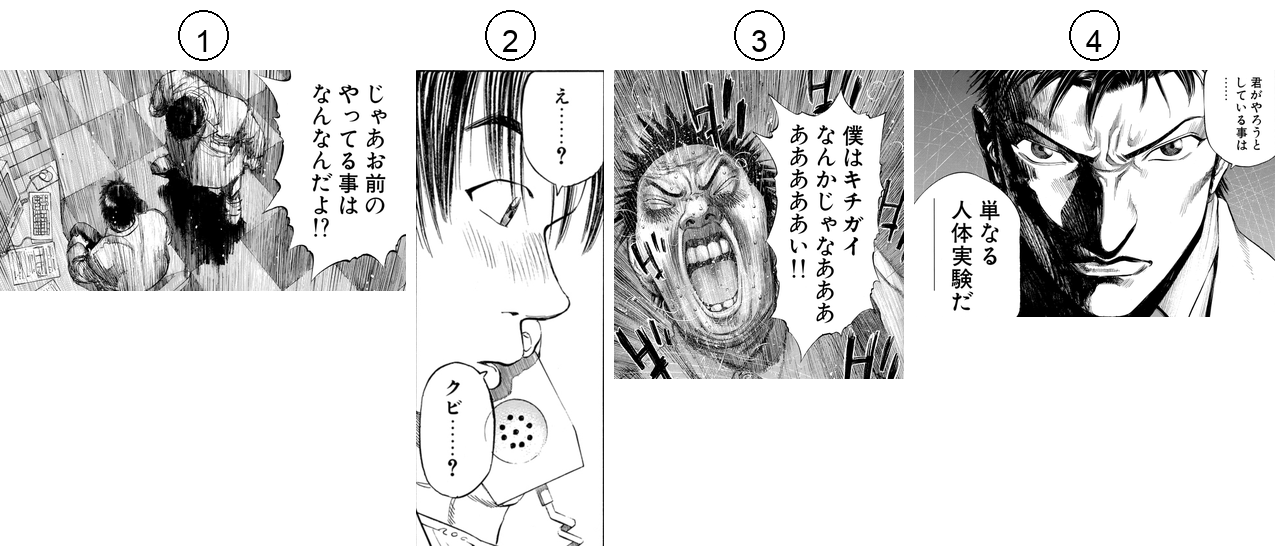 1
じゃあお前の
やってる事は
なんなんだよ!?
2
え……?
クビ……?
3
僕はキチガイ
なんかじゃなあああ
ああああああい!!
4
君がやろうと
している事は
……
単なる
人体実験だ